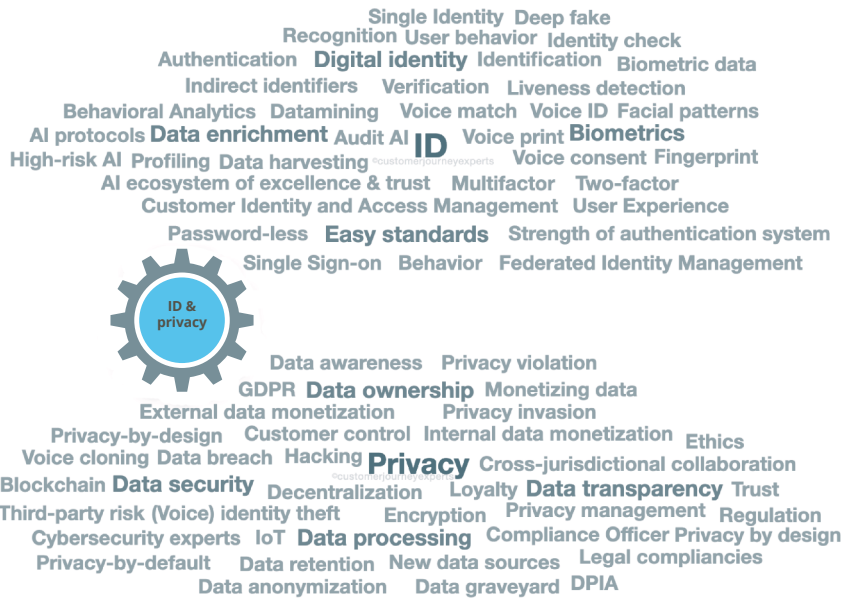 Single Identity Deep fake
Recognition User behavior Identity check
Authentication Digital identity Identification Biometric data
Indirect identifiers Verification Liveness detection
Behavioral Analytics Datamining Voice match Voice ID Facial patterns
AI protocols Data enrichment Audit AI ID Voice print Biometrics
High-risk AI Profiling Data harvesting ©customerjourneyexperts Voice consent Fingerprint
AI ecosystem of excellence & trust Multifactor Two-factor
Customer Identity and Access Management User Experience
Password-less Easy standards Strength of authentication system
Single Sign-on Behavior Federated Identity Management
ID &
privacy
Data awareness Privacy violation
GDPR Data ownership Monetizing data
External data monetization Privacy invasion
Privacy-by-design Customer control Internal data monetization Ethics
Voice cloning Data breach Hacking Privacy Cross-jurisdictional collaboration
©customerjourneyexperts
Blockchain Data security Decentralization Loyalty Data transparency Trust
Third-party risk (Voice) identity theft Encryption Privacy management Regulation
Cybersecurity experts IoT Data processing Compliance Officer Privacy by design
Privacy-by-default Data retention New data sources Legal compliancies
Data anonymization Data graveyard DPIA